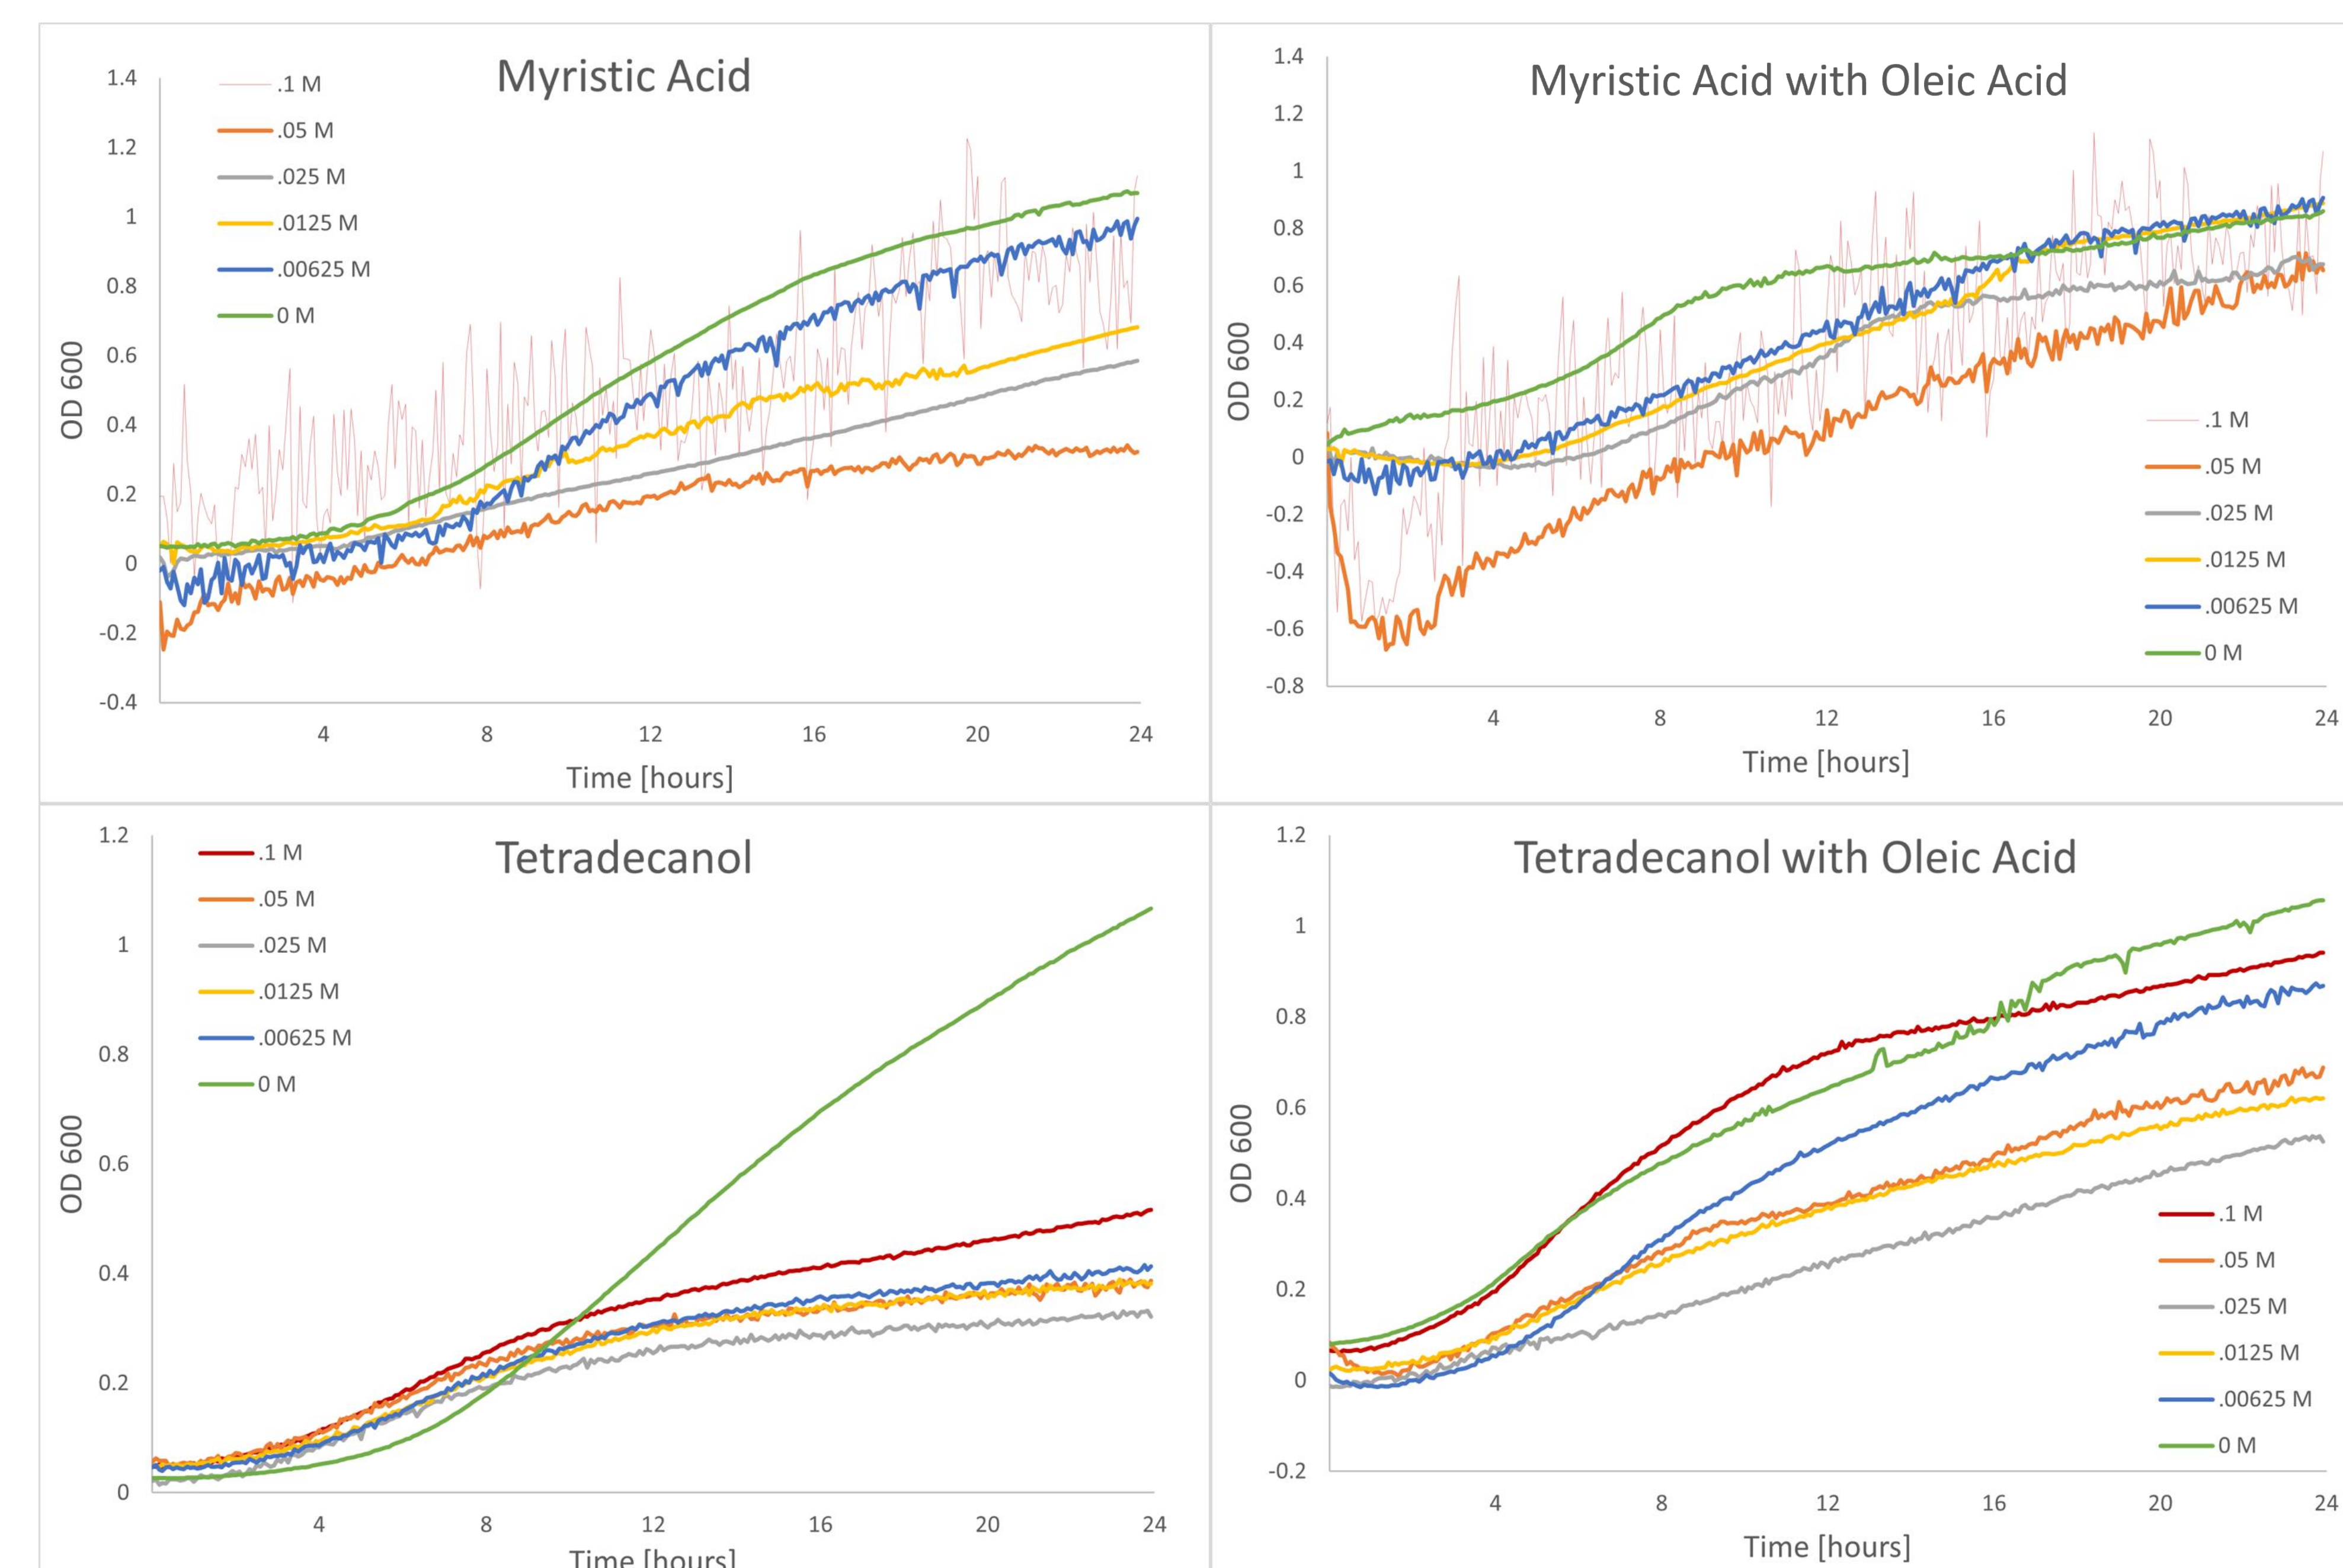 Myristic Acid
1.4
1.2
1
0.8
0.6
0.4
0.2
0
-0.2
-0.4
OD 600
.1 M
.05 M
.025 M
.0125 M
.00625 M
0 M
4 8 12 16 20 24
Time [hours]
Myristic Acid with Oleic Acid
1.4
1.2
1
0.8
0.6
0.4
0.2
0
-0.2
-0.4
-0.6
-0.8
OD 600
.1 M
.05 M
.025 M
.0125 M
.00625 M
0 M
4 8 12 16 20 24
Time [hours]
Tetradecanol
1.2
1
0.8
0.6
0.4
0.2
0
OD 600
.1 M
.05 M
.025 M
.0125 M
.00625 M
0 M
4 8 12 16 20 24
Time [hours]
Tetradecanol with Oleic Acid
1.2
1
0.8
0.6
0.4
0.2
0
-0.2
OD 600
.1 M
.05 M
.025 M
.0125 M
.00625 M
0 M
4 8 12 16 20 24
Time [hours]